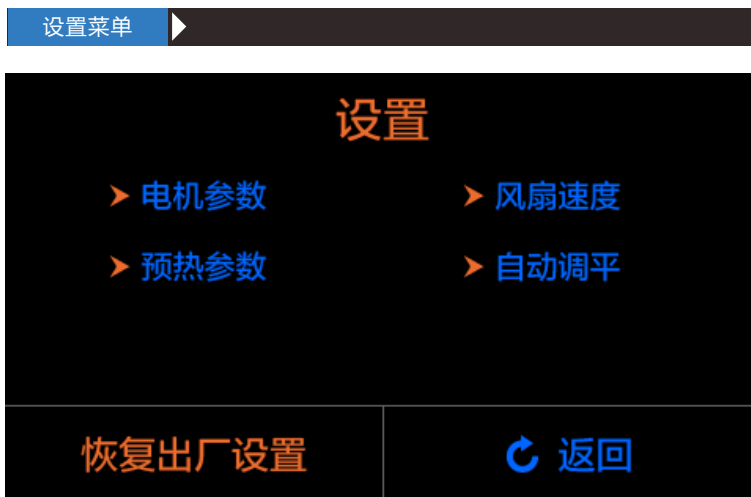 设置菜单
设置
电机参数 风扇速度
预热参数 自动调平
恢复出厂设置 返回